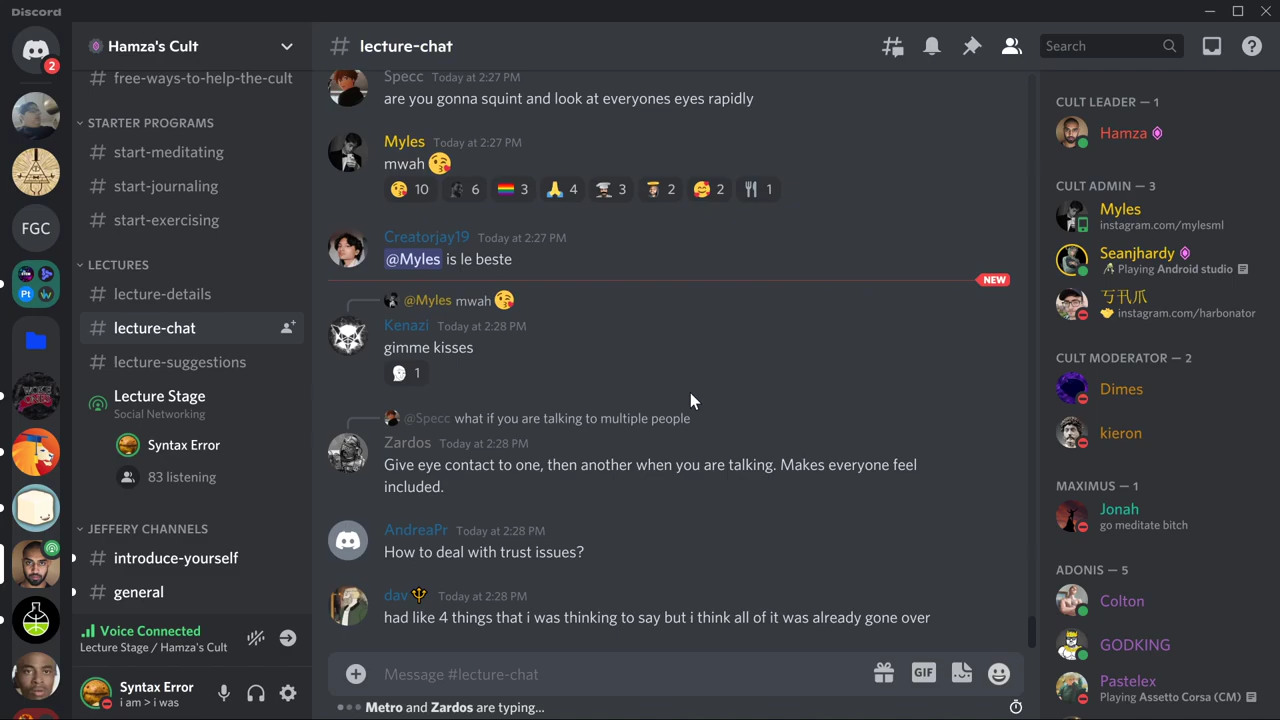 Discord
2
FGC
Hamza's Cult
free-ways-to-help-the-cult
STARTER PROGRAMS
start-meditating
start-journaling
start-exercising
LECTURES
lecture-details
lecture-chat
lecture-suggestions
Lecture Stage
Social Networking
Syntax Error
83 listening
JEFFERY CHANNELS
introduce-yourself
general
Voice Connected
Lecture Stage / Hamza's Cult
Syntax Error
i am > i was
# lecture-chat
Search
Specc Today at 2:27 PM
are you gonna squint and look at everyones eyes rapidly
Myles Today at 2:27 PM
mwah 😘
😘 10 6 3 4 3 2 2 1
Creatorjay19 Today at 2:27 PM
@Myles is le beste
NEW
@Myles mwah 😘
Kenazi Today at 2:28 PM
gimme kisses
1
@Specc what if you are talking to multiple people
Zardos Today at 2:28 PM
Give eye contact to one, then another when you are talking. Makes everyone feel
included.
AndreaPr Today at 2:28 PM
How to deal with trust issues?
dav Today at 2:28 PM
had like 4 things that i was thinking to say but i think all of it was already gone over
Message #lecture-chat
GIF
Metro and Zardos are typing...
CULT LEADER — 1
Hamza
CULT ADMIN — 3
Myles
instagram.com/mylesml
Seanjhardy
Playing Android studio
instagram.com/harbonator
CULT MODERATOR — 2
Dimes
kieron
MAXIMUS — 1
Jonah
go meditate bitch
ADONIS — 5
Colton
GODKING
Pastelex
Playing Assetto Corsa (CM)